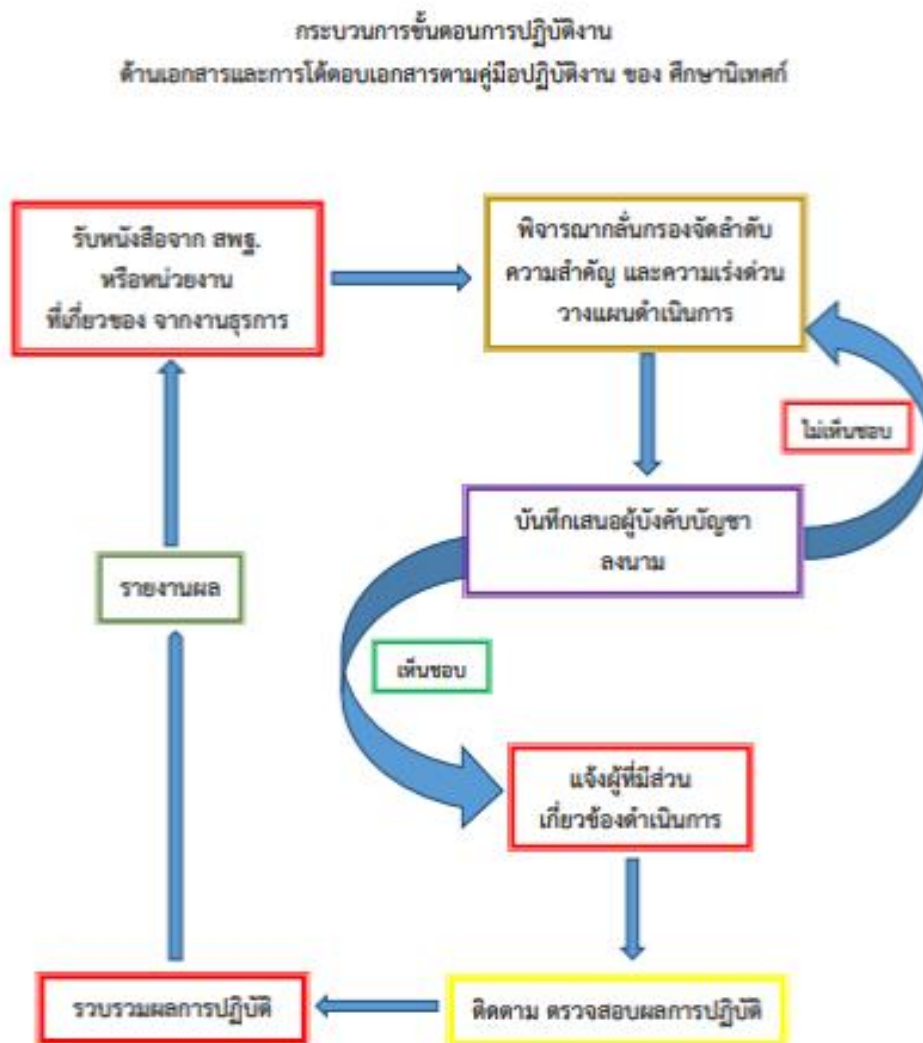 กระบวนการขั้นตอนการปฏิบัติงาน
ด้านเอกสารและการโต้ตอบเอกสารตามคู่มือปฏิบัติงาน ของ ศึกษานิเทศก์
รับหนังสือจาก สพฐ.
หรือหน่วยงาน
ที่เกี่ยวของ จากงานธุรการ
พิจารณากลั่นกรองจัดลำดับ
ความสำคัญ และความเร่งด่วน
วางแผนดำเนินการ
ไม่เห็นชอบ
บันทึกเสนอผู้บังคับบัญชา
ลงนาม
รายงานผล
เห็นชอบ
แจ้งผู้ที่มีส่วน
เกี่ยวข้องดำเนินการ
รวบรวมผลการปฏิบัติ
ติดตาม ตรวจสอบผลการปฏิบัติ